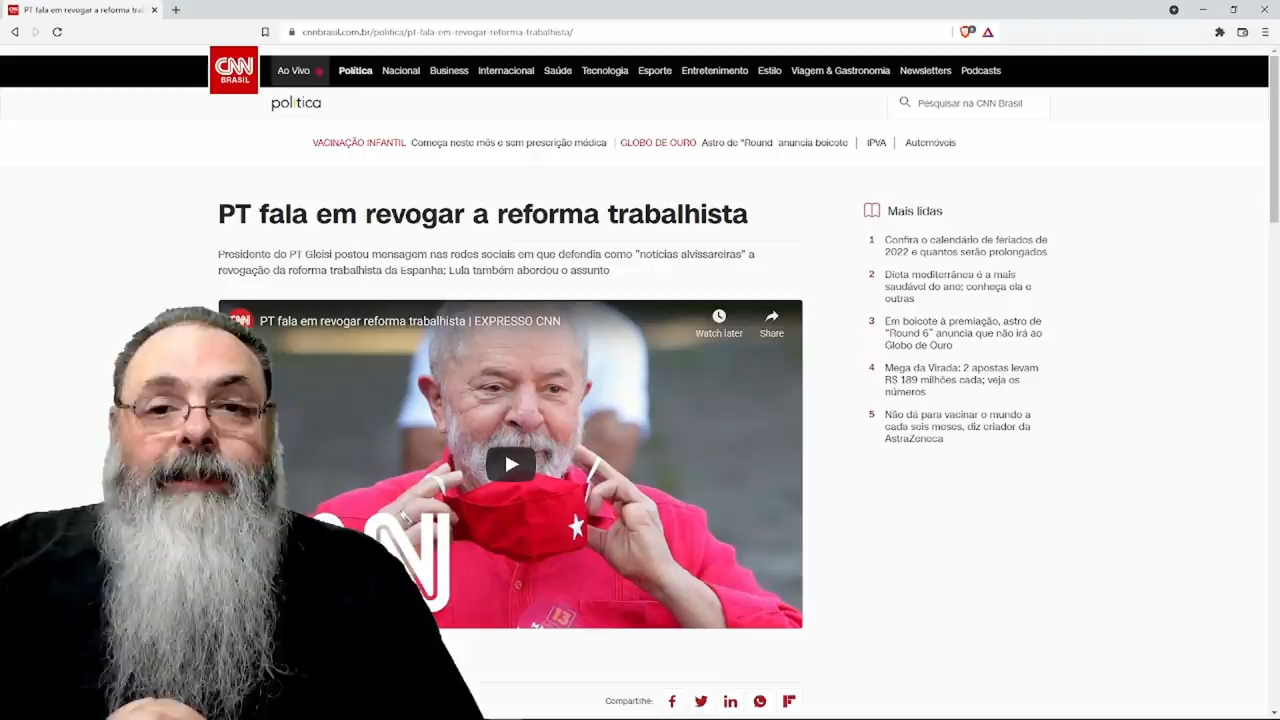 PT fala em revogar a reforma tral
cnnbrasil.com.br/politica/pt-fala-em-revogar-reforma-trabalhista/
CNN
BRASIL
Ao Vivo
Política
Nacional
Business
Internacional
Saúde
Tecnologia
Esporte
Entretenimento
Estilo
Viagem & Gastronomia
Newsletters
Podcasts
política
Pesquisar na CNN Brasil
VACINAÇÃO INFANTIL Começa neste mês e sem prescrição médica
GLOBO DE OURO Astro de "Round anuncia boicote
IPVA
Automóveis
PT fala em revogar a reforma trabalhista
Presidente do PT Gleisi postou mensagem nas redes sociais em que defendia como "notícias alvissareiras" a
revogação da reforma trabalhista da Espanha; Lula também abordou o assunto
PT fala em revogar reforma trabalhista | EXPRESSO CNN
Watch later
Share
13
Compartilhe:
Mais lidas
1 Confira o calendário de feriados de
2022 e quantos serão prolongados
2 Dieta mediterrânea é a mais
saudável do ano; conheça ela e
outras
3 Em boicote à premiação, astro de
"Round 6" anuncia que não irá ao
Globo de Ouro
4 Mega da Virada: 2 apostas levam
R$ 189 milhões cada; veja os
números
5 Não dá para vacinar o mundo a
cada seis meses, diz criador da
AstraZeneca